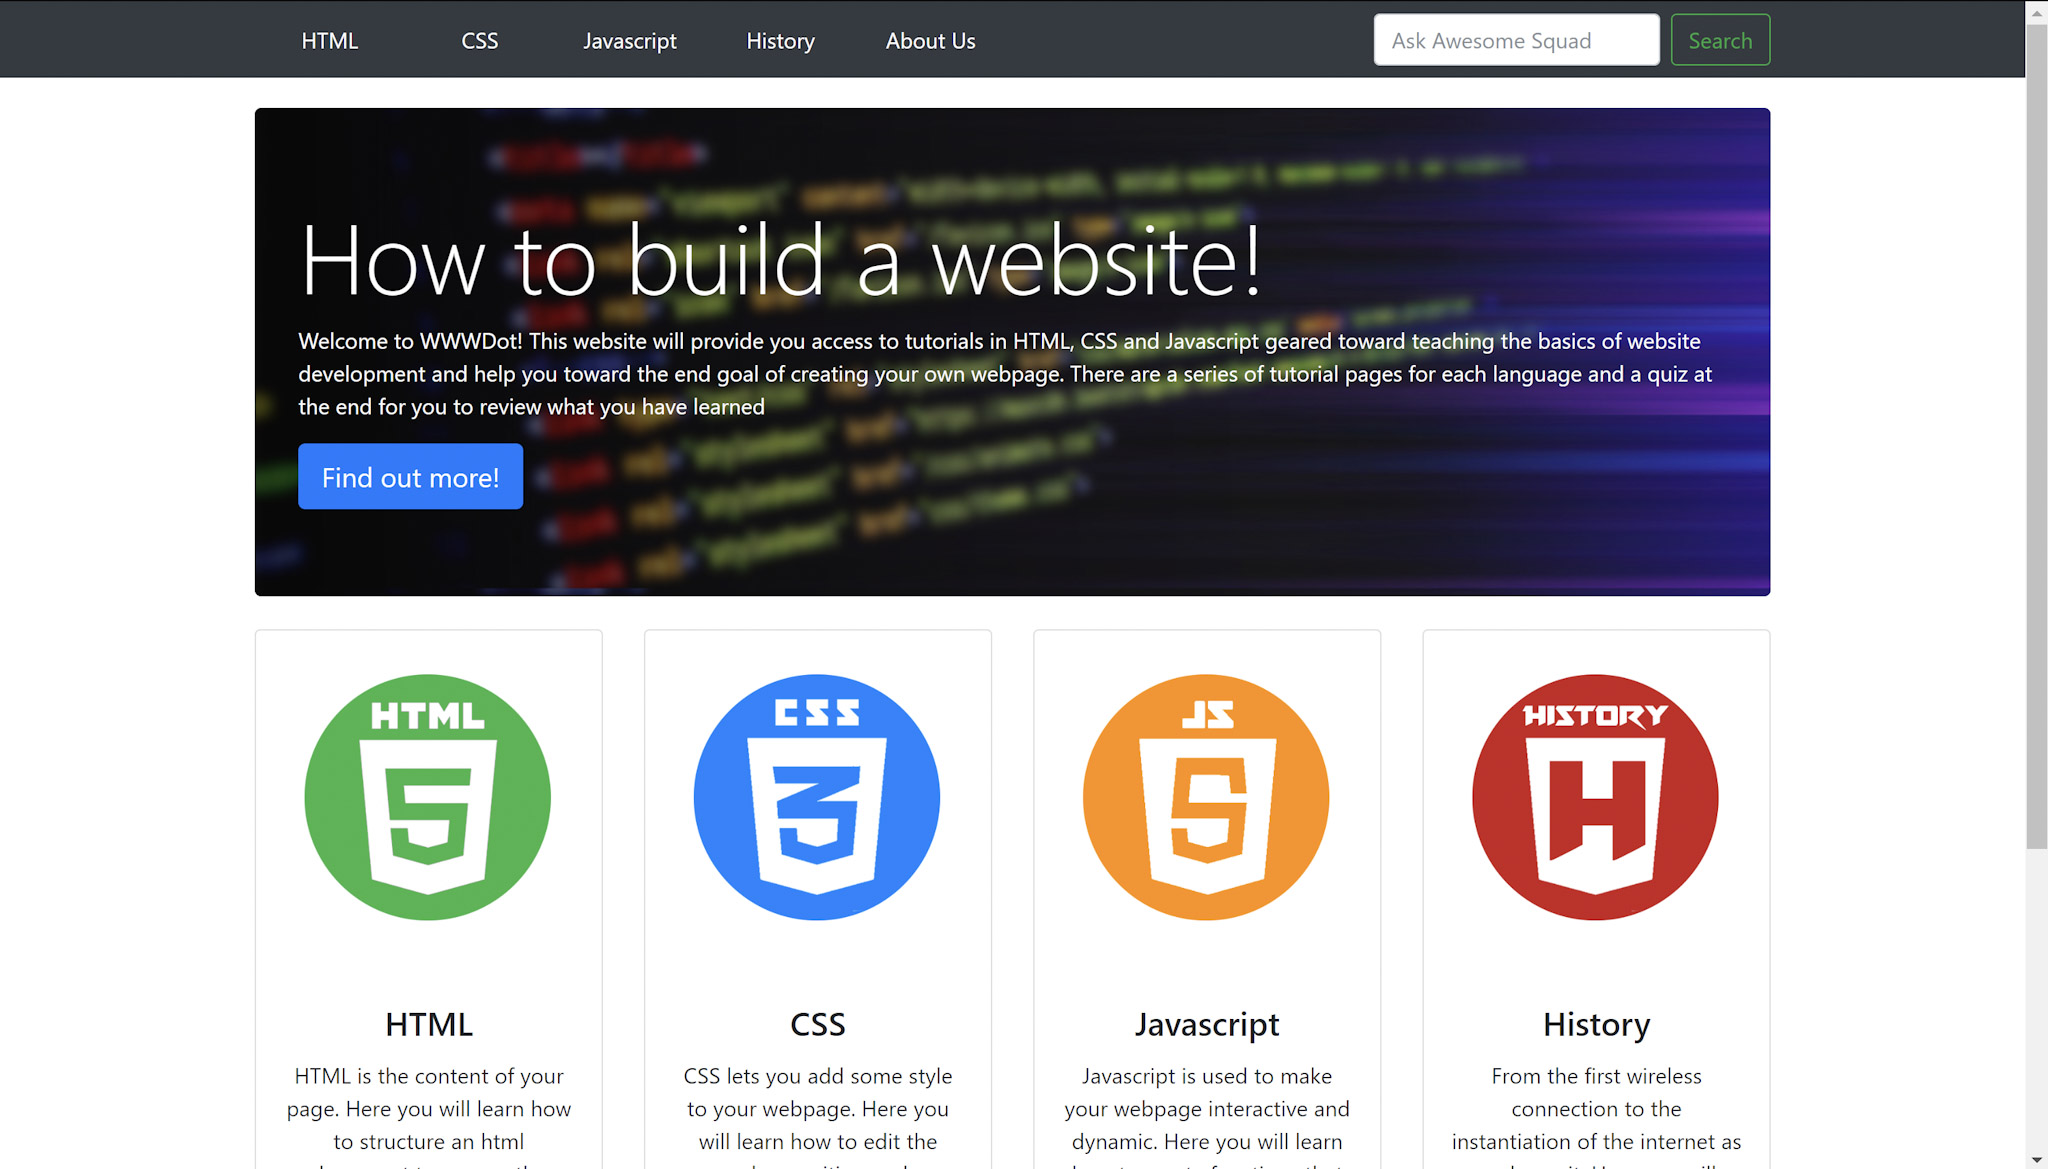 HTML CSS Javascript History About Us Ask Awesome Squad Search
How to build a website!
Welcome to WWWDot! This website will provide you access to tutorials in HTML, CSS and Javascript geared toward teaching the basics of website
development and help you toward the end goal of creating your own webpage. There are a series of tutorial pages for each language and a quiz at
the end for you to review what you have learned
Find out more!
HTML
5
HTML
HTML is the content of your
page. Here you will learn how
to structure an html
CSS
3
CSS
CSS lets you add some style
to your webpage. Here you
will learn how to edit the
JS
5
Javascript
Javascript is used to make
your webpage interactive and
dynamic. Here you will learn
HISTORY
H
History
From the first wireless
connection to the
instantiation of the internet as